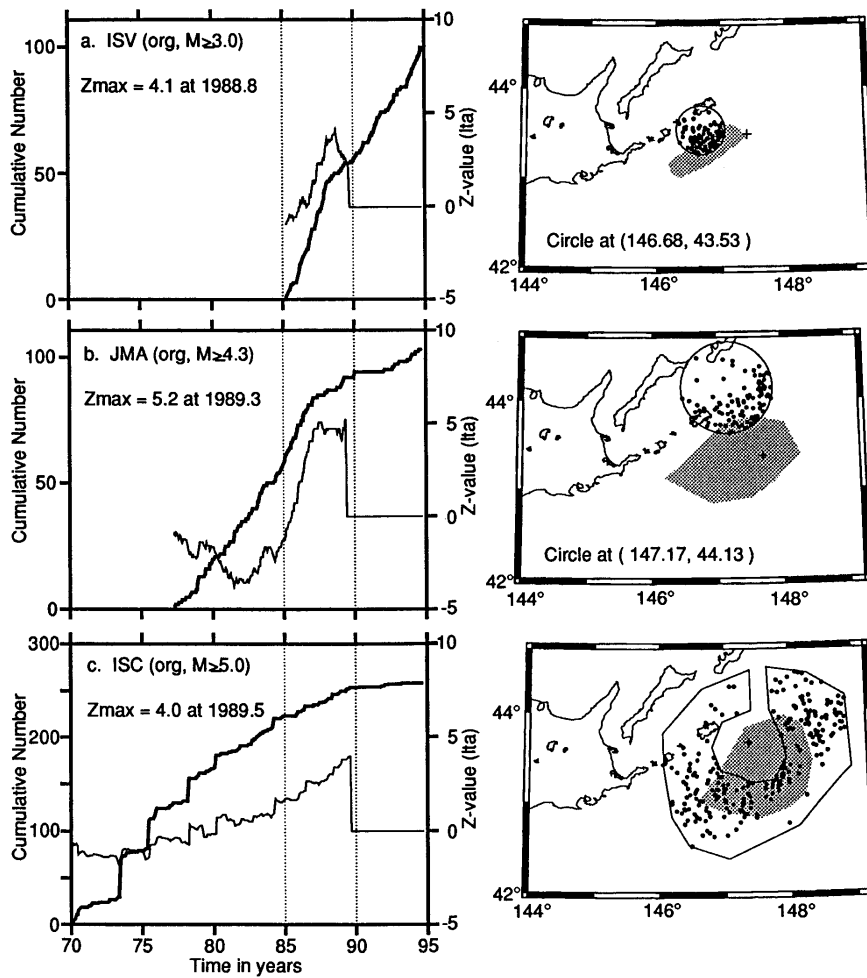 a. ISV (org, M≥3.0)
Zmax = 4.1 at 1988.8
Cumulative Number
100
50
0
10
5
0
-5
Z-value (lta)
44°
42°
144°
146°
148°
Circle at (146.68, 43.53 )
b. JMA (org, M≥4.3)
Zmax = 5.2 at 1989.3
Cumulative Number
100
50
0
10
5
0
-5
Z-value (lta)
44°
42°
144°
146°
148°
Circle at ( 147.17, 44.13 )
c. ISC (org, M≥5.0)
Zmax = 4.0 at 1989.5
Cumulative Number
300
200
100
0
10
5
0
-5
Z-value (lta)
70
75
80
85
90
95
Time in years
44°
42°
144°
146°
148°